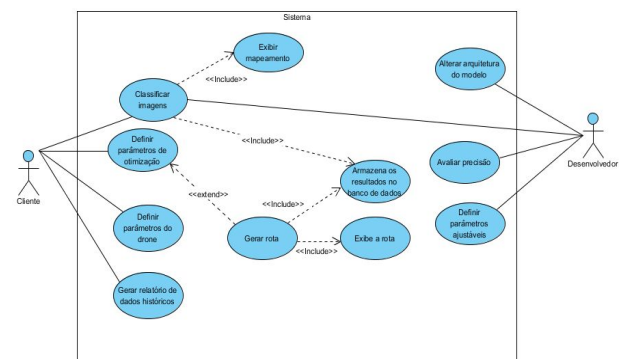 Sistema
Exibir
mapeamento
<<Include>>
Alterar arquitetura
do modelo
Classificar
imagens
<<Include>>
Definir
parâmetros de
otimização
Avaliar precisão
Desenvolvedor
Armazena os
resultados no
banco de dados
<<extend>>
<<Include>>
Cliente
Definir
parâmetros do
drone
Gerar rota
<<Include>>
Exibe a rota
Definir
parâmetros
ajustáveis
Gerar relatório de
dados históricos